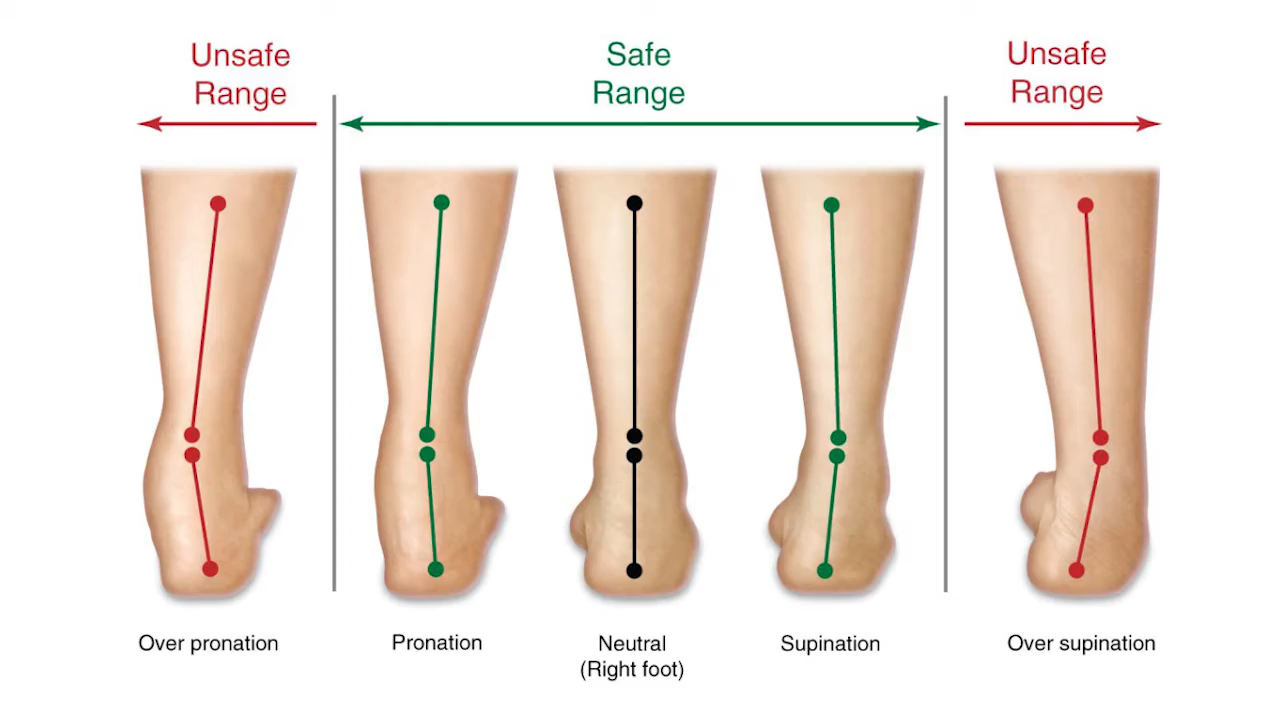 Unsafe
Range
Safe
Range
Unsafe
Range
Over pronation
Pronation
Neutral
(Right foot)
Supination
Over supination